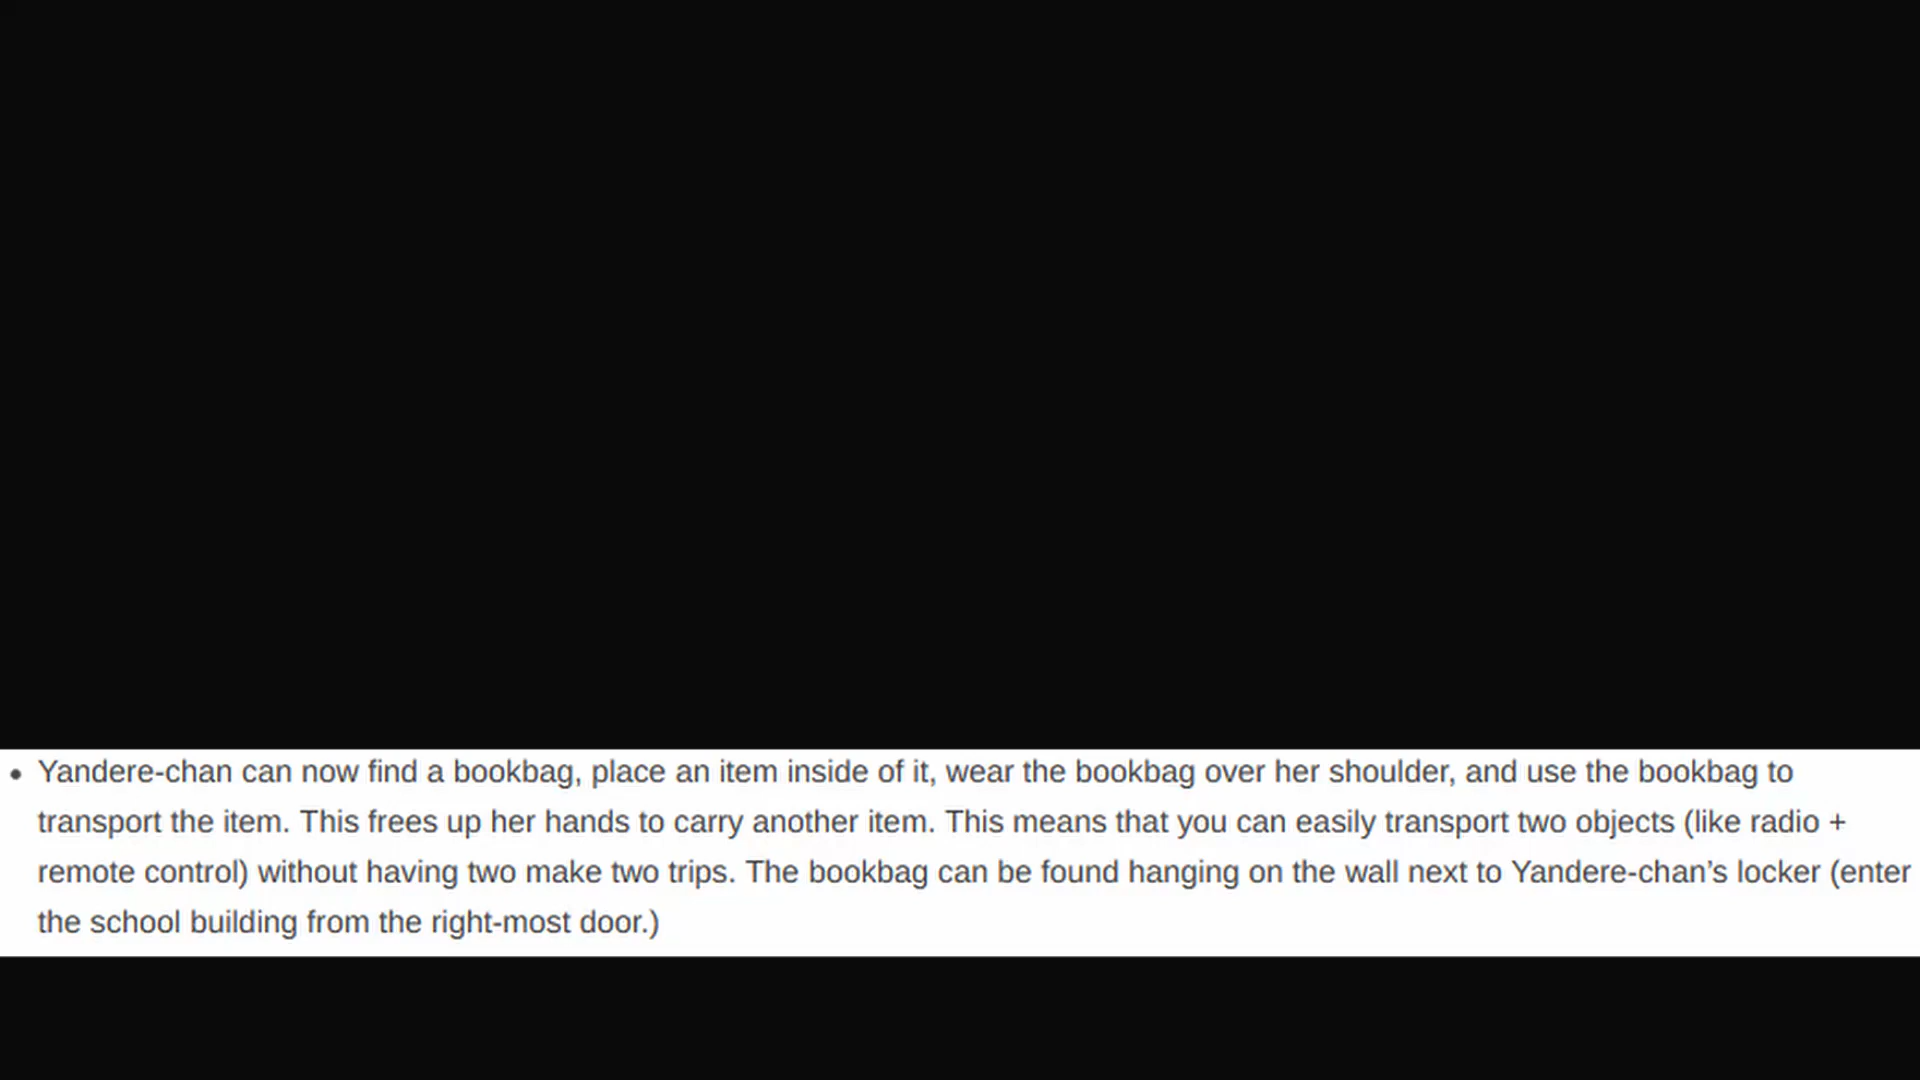 • Yandere-chan can now find a bookbag, place an item inside of it, wear the bookbag over her shoulder, and use the bookbag to
transport the item. This frees up her hands to carry another item. This means that you can easily transport two objects (like radio +
remote control) without having two make two trips. The bookbag can be found hanging on the wall next to Yandere-chan’s locker (enter
the school building from the right-most door.)